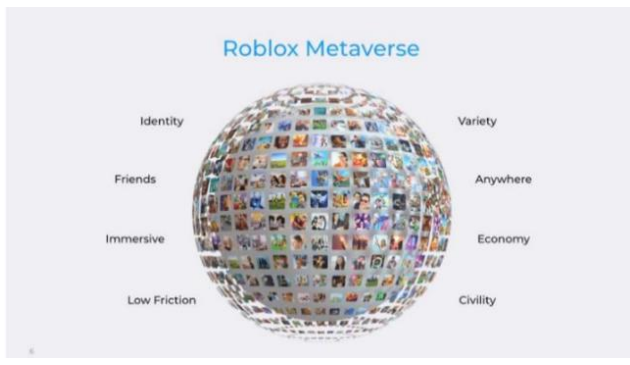 Roblox Metaverse
Identity
Variety
Friends
Anywhere
Immersive
Economy
Low Friction
Civility